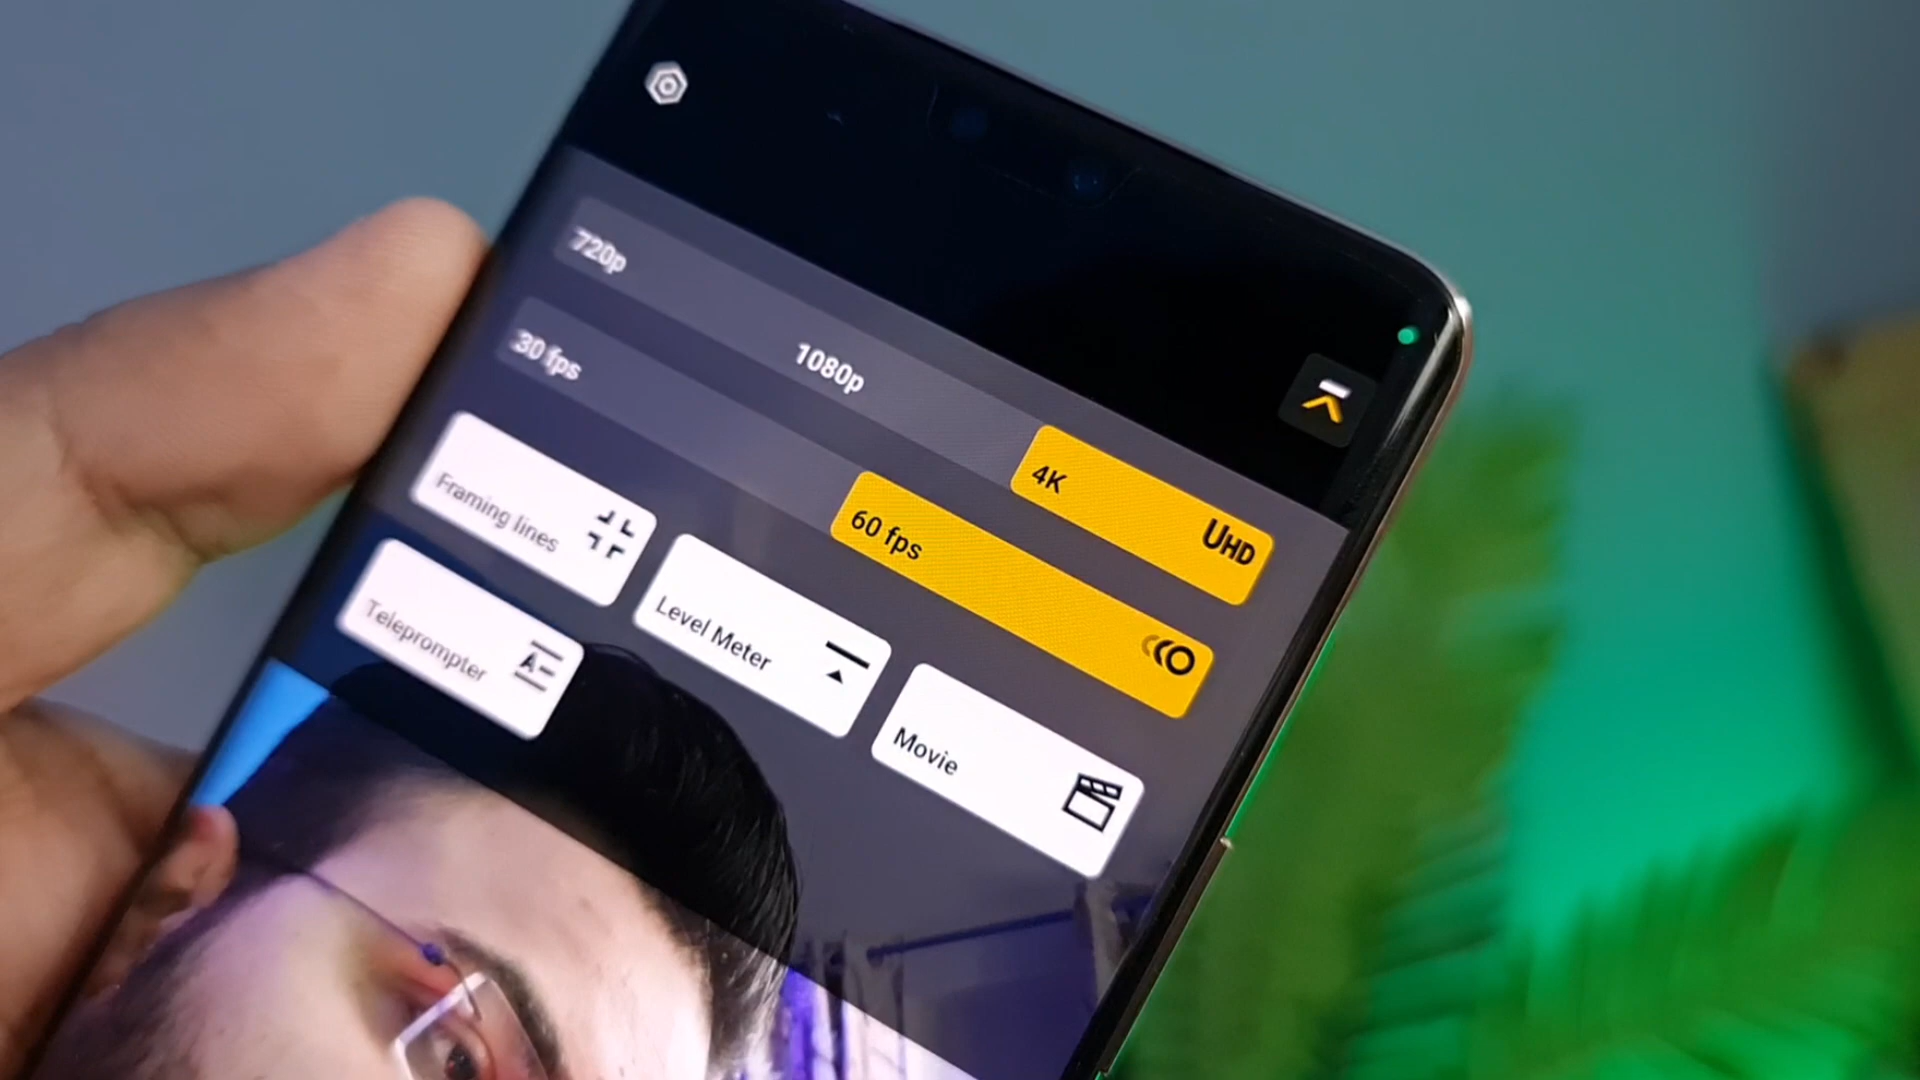 720p
1080p
4K UHD
30 fps
60 fps
Framing lines
Level Meter
Movie
Teleprompter A